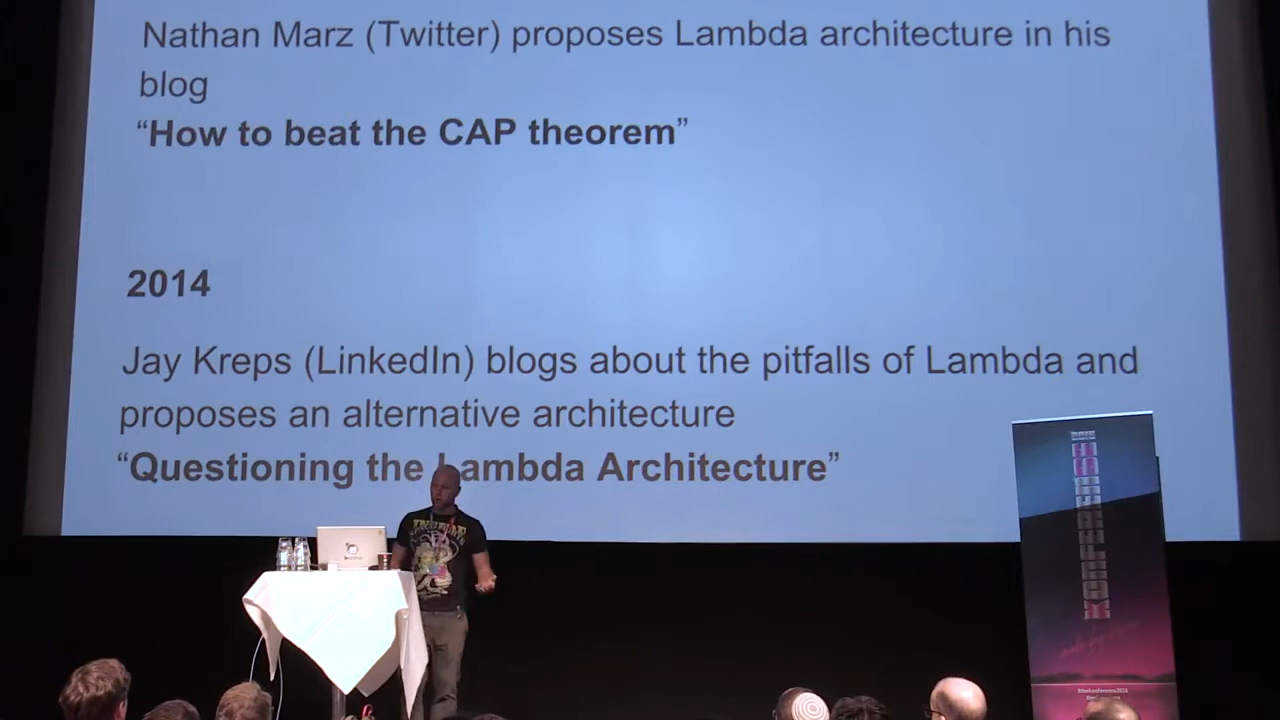 Nathan Marz (Twitter) proposes Lambda architecture in his
blog
“How to beat the CAP theorem”
2014
Jay Kreps (LinkedIn) blogs about the pitfalls of Lambda and
proposes an alternative architecture
“Questioning the Lambda Architecture”